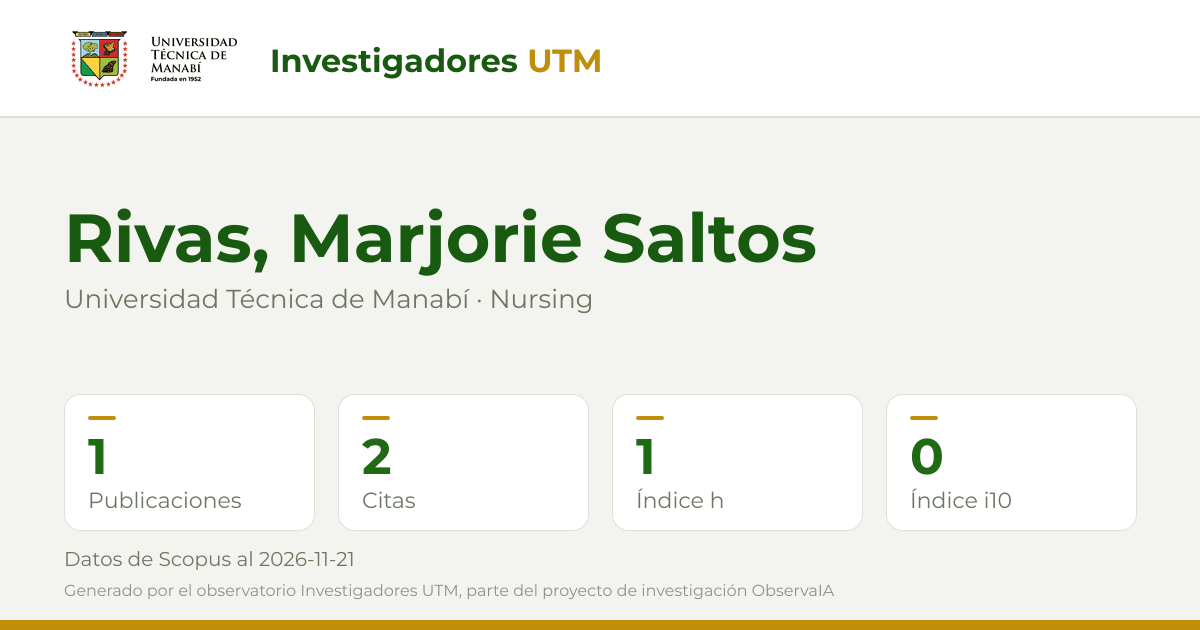 UNIVERSIDAD
TÉCNICA DE
MANABÍ
Fundada en 1952
Investigadores UTM
Rivas, Marjorie Saltos
Universidad Técnica de Manabí · Nursing
1
Publicaciones
2
Citas
1
Índice h
0
Índice i10
Datos de Scopus al 2026-11-21
Generado por el observatorio Investigadores UTM, parte del proyecto de investigación ObservaIA